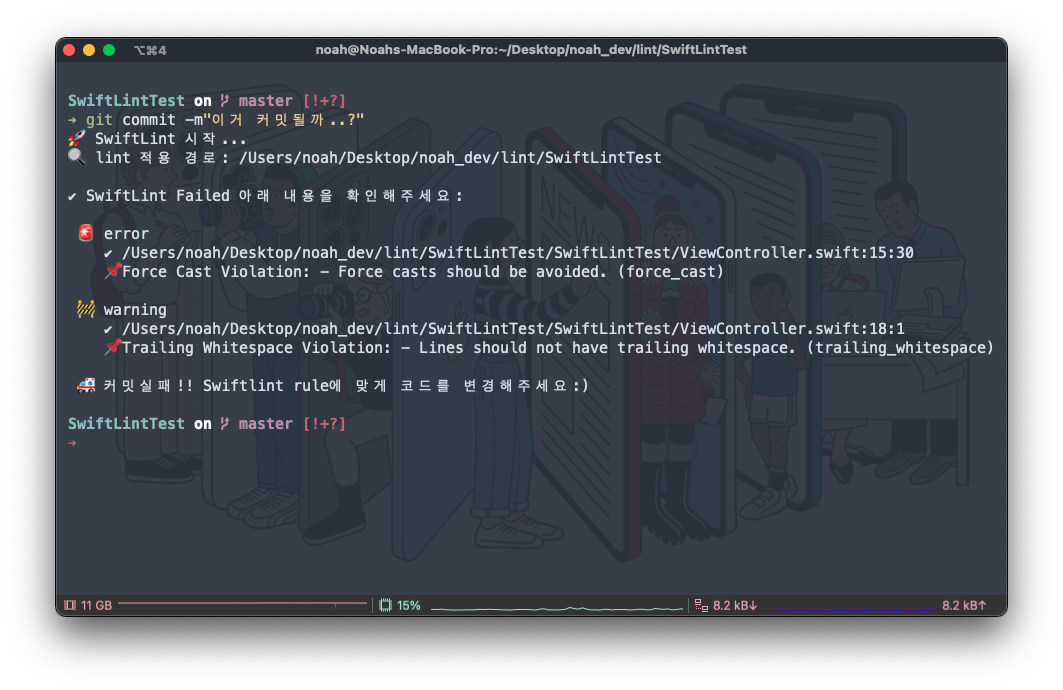 ⌥⌘4
noah@Noahs-MacBook-Pro:~/Desktop/noah_dev/lint/SwiftLintTest
SwiftLintTest on master [!+?]
→ git commit -m"이거 커밋될까..?"
🚀 SwiftLint 시작...
🔍 lint 적용 경로: /Users/noah/Desktop/noah_dev/lint/SwiftLintTest
✔ SwiftLint Failed 아래 내용을 확인해주세요:
🚨 error
✔ /Users/noah/Desktop/noah_dev/lint/SwiftLintTest/SwiftLintTest/ViewController.swift:15:30
📌Force Cast Violation: - Force casts should be avoided. (force_cast)
🚧 warning
✔ /Users/noah/Desktop/noah_dev/lint/SwiftLintTest/SwiftLintTest/ViewController.swift:18:1
📌Trailing Whitespace Violation: - Lines should not have trailing whitespace. (trailing_whitespace)
🚑 커밋실패!! Swiftlint rule에 맞게 코드를 변경해주세요:)
SwiftLintTest on master [!+?]
→
NEWS
11 GB 15% 8.2 kB↓ 8.2 kB↑